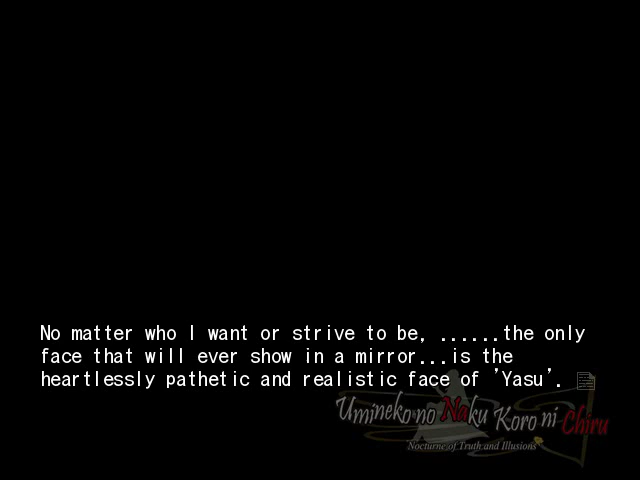 No matter who I want or strive to be, ......the only
face that will ever show in a mirror...is the
heartlessly pathetic and realistic face of 'Yasu'.
Umineko no Naku Koro ni Chiru
Nocturne of Truth and Illusions